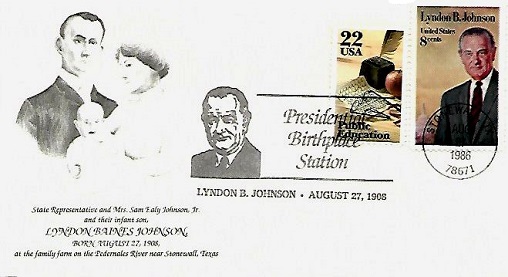 22
USA
Public
Education
Lyndon B. Johnson
United States
8 cents
1986
78671
Presidential
Birthplace
Station
LYNDON B. JOHNSON • AUGUST 27, 1908
State Representative and Mrs. Sam Ealy Johnson, Jr.
and their infant son,
LYNDON BAINES JOHNSON,
BORN AUGUST 27, 1908,
at the family farm on the Pedernales River near Stonewall, Texas